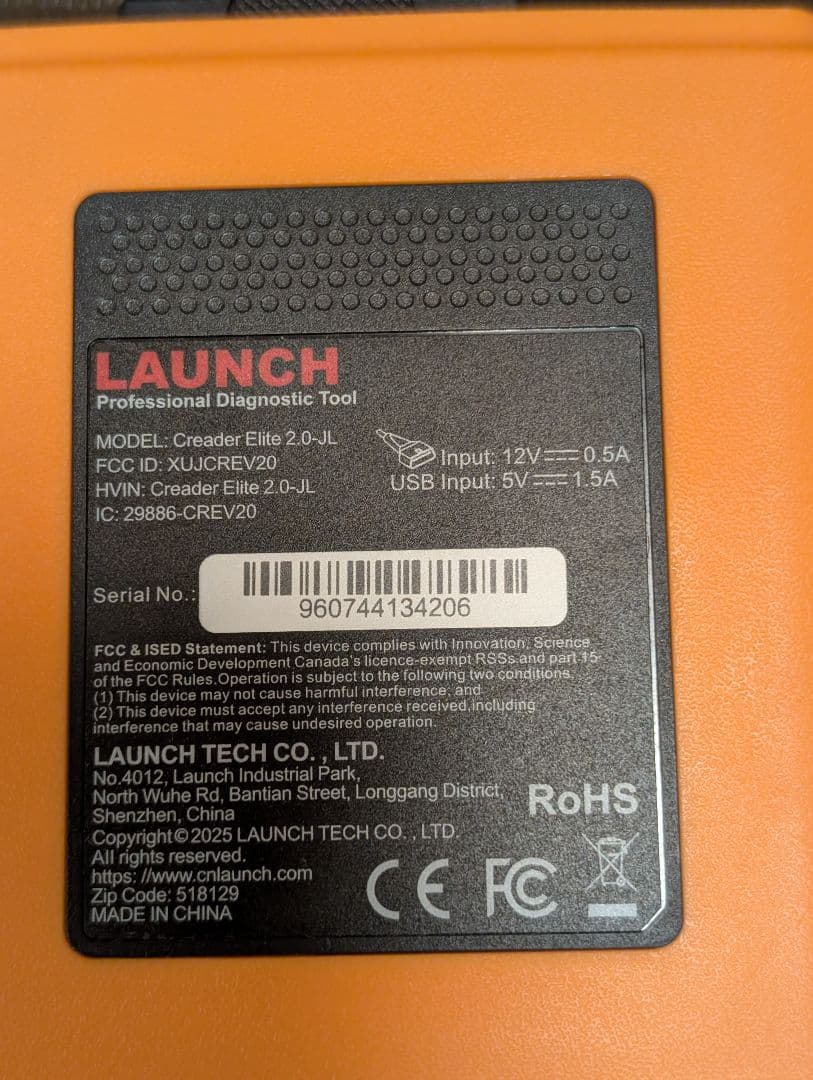 LAUNCH
Professional Diagnostic Tool
MODEL: Creader Elite 2.0-JL
FCC ID: XUJCREV20
HVIN: Creader Elite 2.0-JL
IC: 29886-CREV20
Input: 12V⎓0.5A
USB Input: 5V⎓1.5A
Serial No.:
960744134206
FCC & ISED Statement: This device complies with Innovation, Science
and Economic Development Canada's licence-exempt RSSs and part 15
of the FCC Rules.Operation is subject to the following two conditions:
(1) This device may not cause harmful interference, and
(2) This device must accept any interference received,including
interference that may cause undesired operation.
LAUNCH TECH CO. , LTD.
No.4012, Launch Industrial Park,
North Wuhe Rd, Bantian Street, Longgang District,
Shenzhen, China
Copyright©2025 LAUNCH TECH CO. , LTD.
All rights reserved.
https: //www.cnlaunch.com
Zip Code: 518129
MADE IN CHINA
RoHS
CE FC